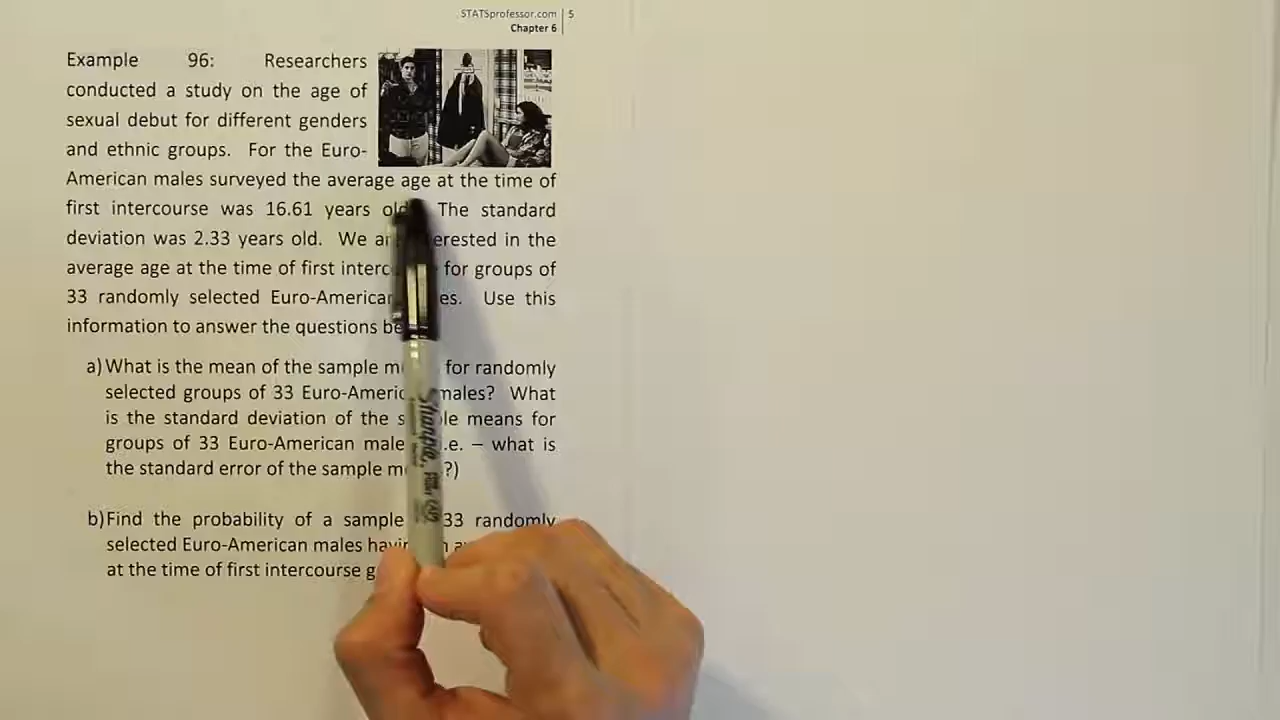 STATSprofessor.com 5
Chapter 6
Example 96: Researchers
conducted a study on the age of
sexual debut for different genders
and ethnic groups. For the Euro-
American males surveyed the average age at the time of
first intercourse was 16.61 years old The standard
deviation was 2.33 years old. We in the
average age at the time of first for groups of
33 randomly selected Euro-American Use this
information to answer the questions
a) What is the mean of the sample for randomly
selected groups of 33 males? What
is the standard deviation of the means for
groups of 33 Euro-American – what is
the standard error of the sample ?)
b) Find the probability of a sample 33 randomly
selected Euro-American males
at the time of first intercourse
Sharpie